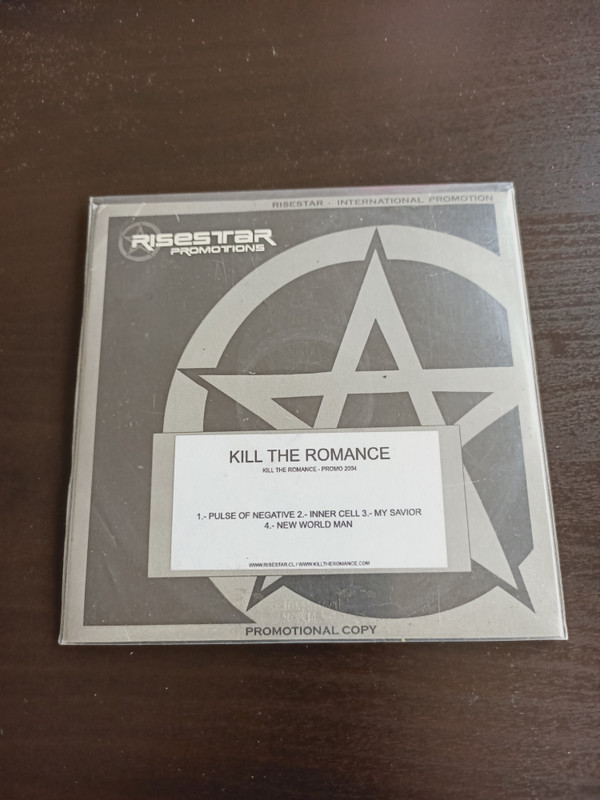 RISESTAR - INTERNATIONAL PROMOTION
RISESTAR
PROMOTIONS
KILL THE ROMANCE
KILL THE ROMANCE - PROMO 2004
1.- PULSE OF NEGATIVE 2.- INNER CELL 3.- MY SAVIOR
4.- NEW WORLD MAN
WWW.RISESTAR.CL / WWW.KILLTHEROMANCE.COM
PROMOTIONAL COPY